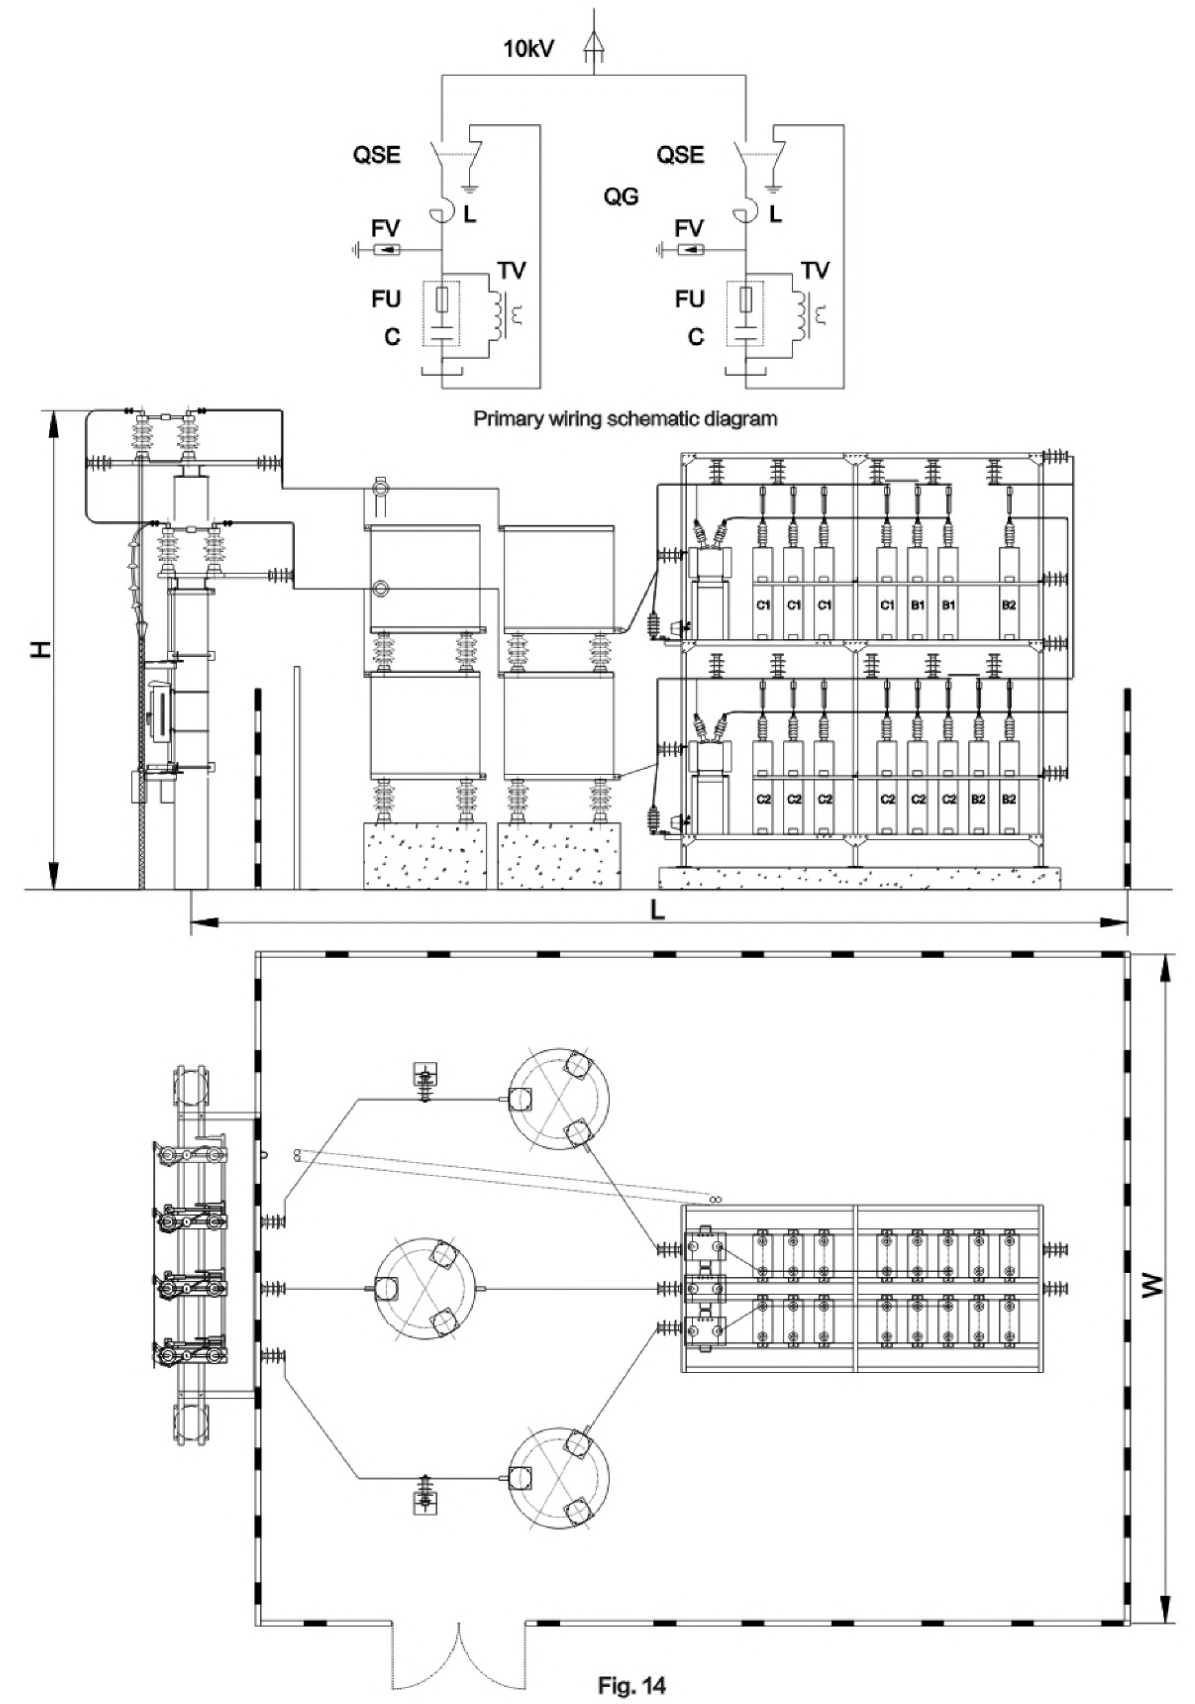 10kV
QSE QSE
QG
L L
FV FV
TV TV
FU FU
C C
Primary wiring schematic diagram
H
C1 C1 C1 C1 B1 B1 B2
C2 C2 C2 C2 C2 C2 B2 B2
L
W
Fig. 14